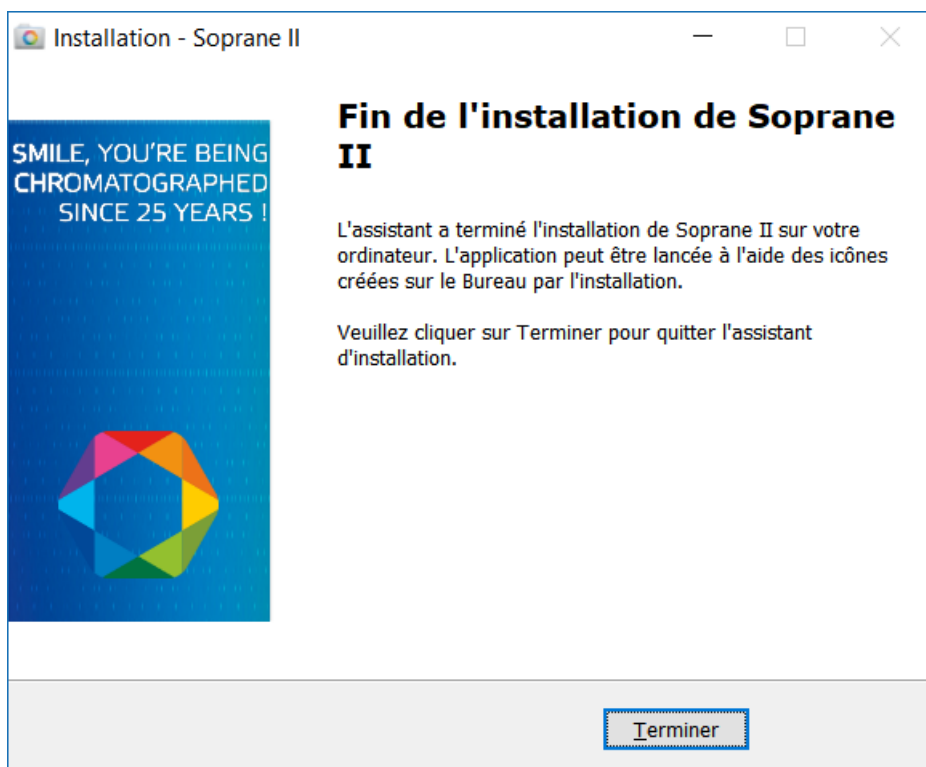 Installation - Soprane II
SMILE, YOU'RE BEING
CHROMATOGRAPHED
SINCE 25 YEARS !
Fin de l'installation de Soprane
II
L'assistant a terminé l'installation de Soprane II sur votre
ordinateur. L'application peut être lancée à l'aide des icônes
créées sur le Bureau par l'installation.
Veuillez cliquer sur Terminer pour quitter l'assistant
d'installation.
Terminer